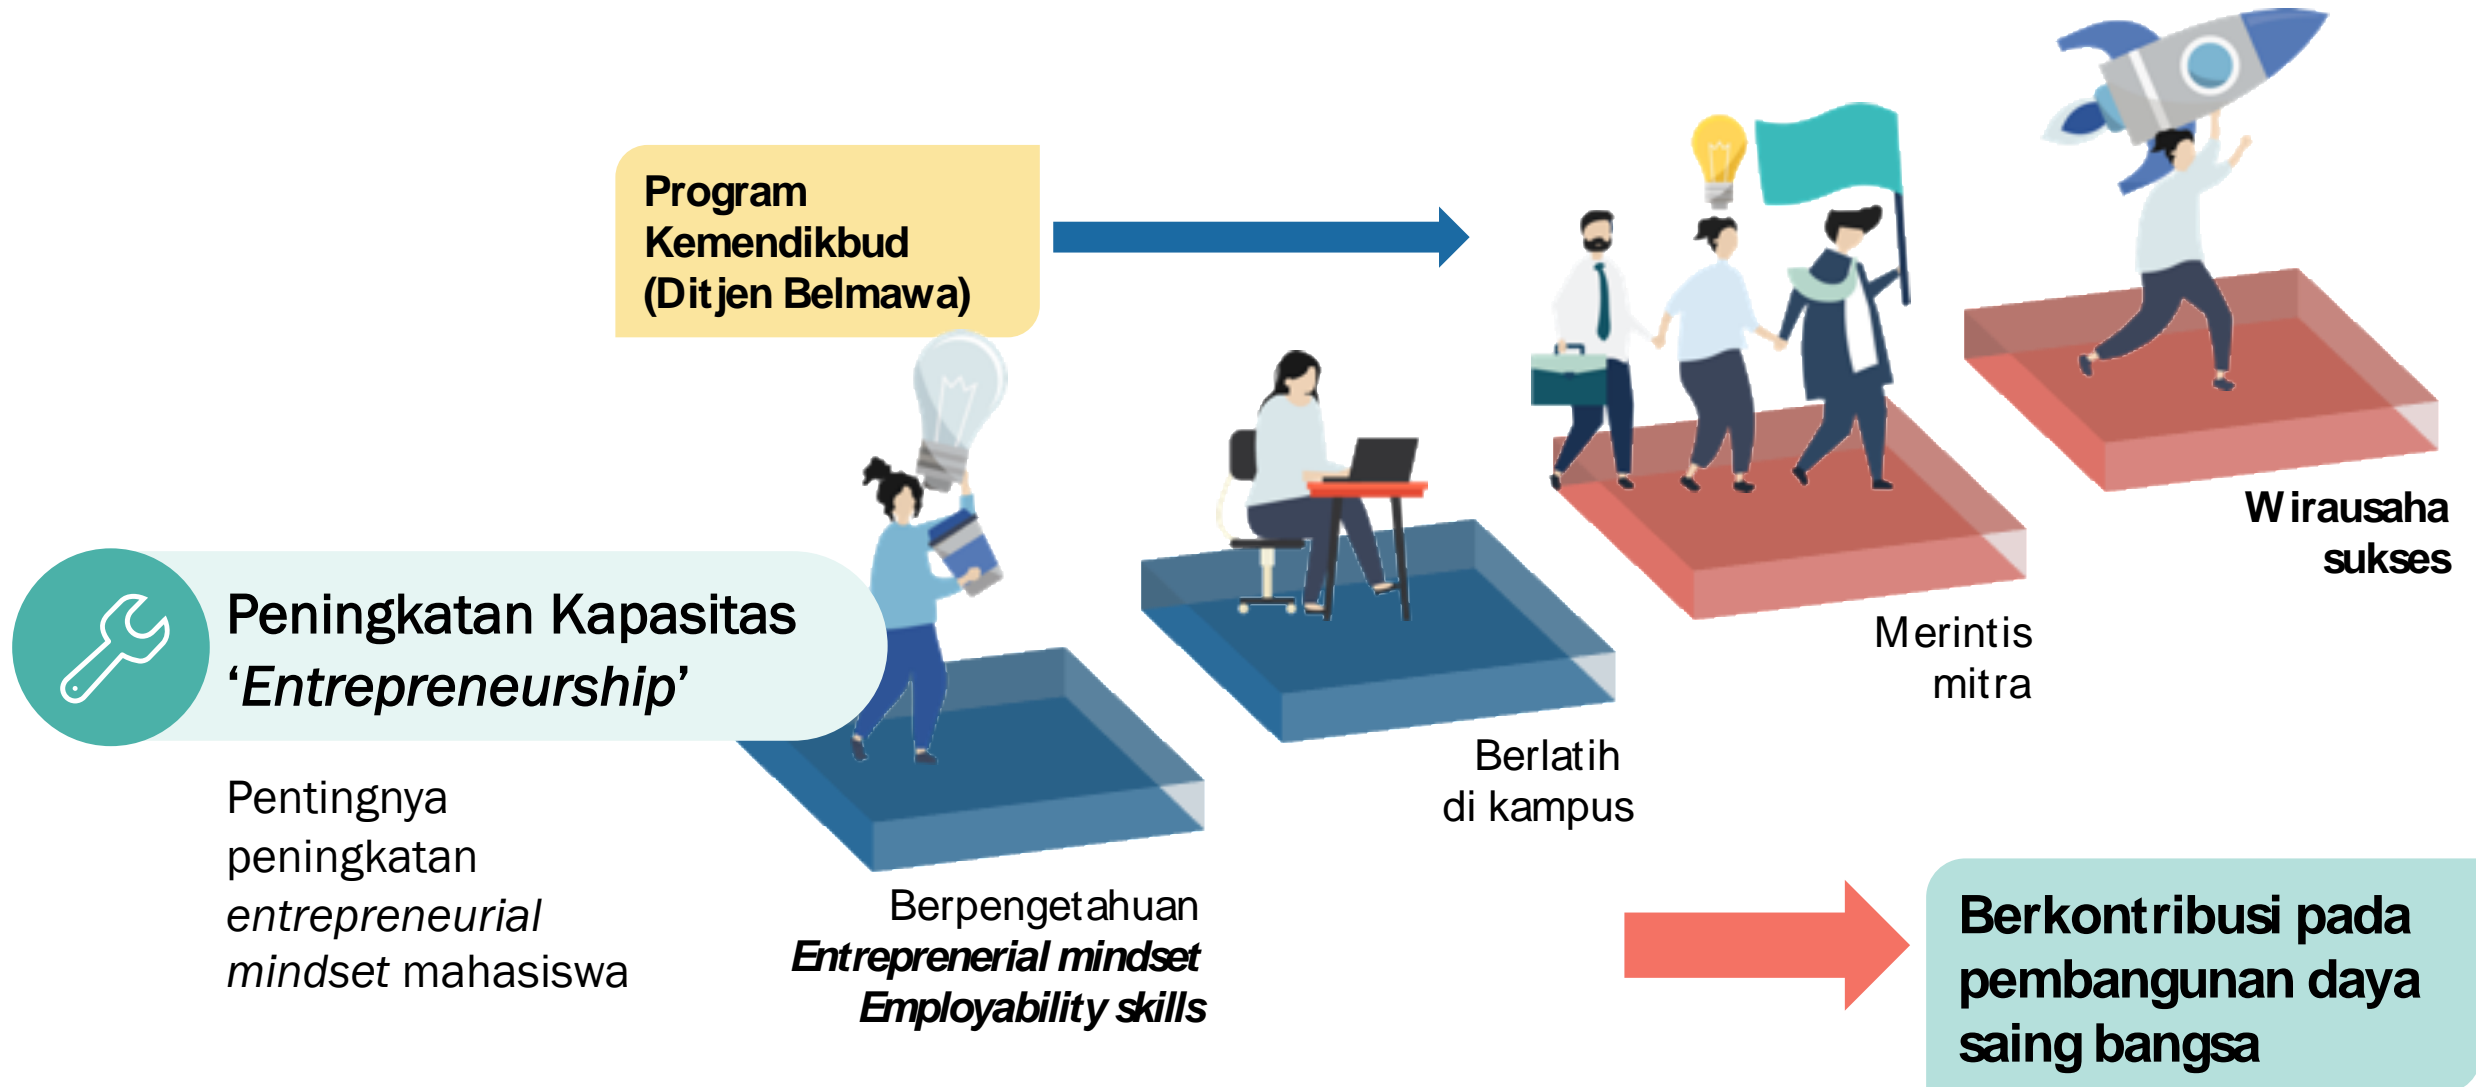 Program
Kemendikbud
(Ditjen Belmawa)
Peningkatan Kapasitas
‘Entrepreneurship’
Pentingnya
peningkatan
entrepreneurial
mindset mahasiswa
Berpengetahuan
Entreprenerial mindset
Employability skills
Berlatih
di kampus
Merintis
mitra
Wirausaha
sukses
Berkontribusi pada
pembangunan daya
saing bangsa